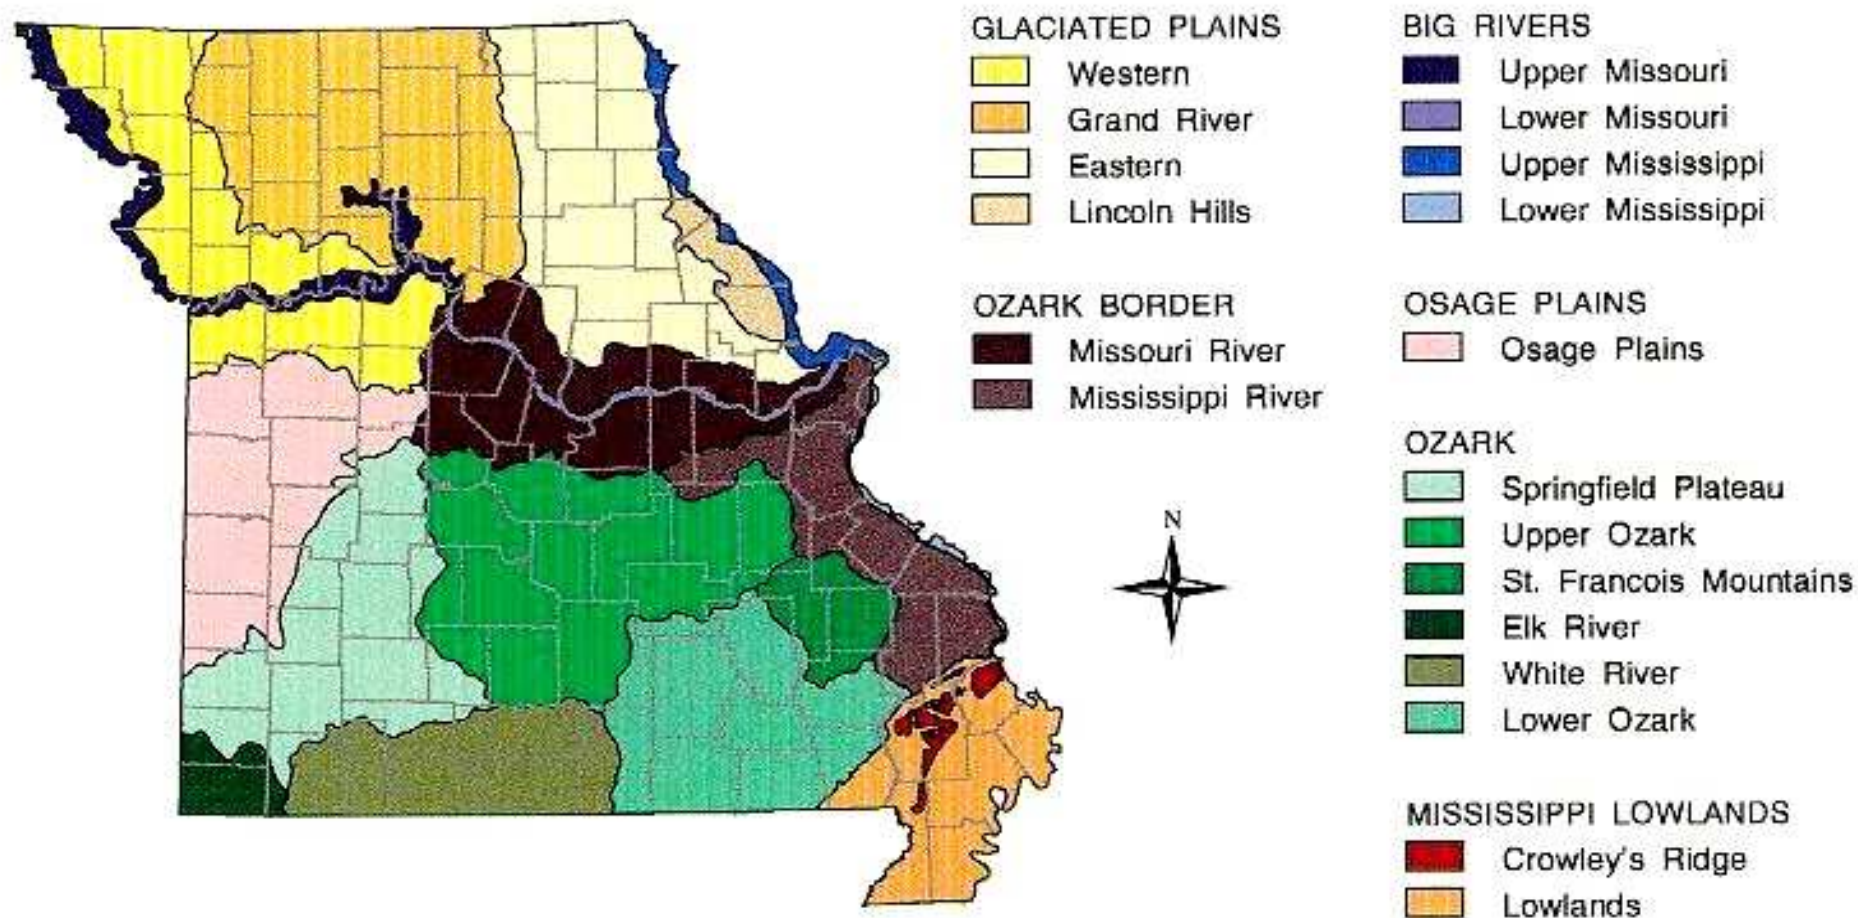 GLACIATED PLAINS
Western
Grand River
Eastern
Lincoln Hills
OZARK BORDER
Missouri River
Mississippi River
BIG RIVERS
Upper Missouri
Lower Missouri
Upper Mississippi
Lower Mississippi
OSAGE PLAINS
Osage Plains
OZARK
Springfield Plateau
Upper Ozark
St. Francois Mountains
Elk River
White River
Lower Ozark
MISSISSIPPI LOWLANDS
Crowley's Ridge
Lowlands
N